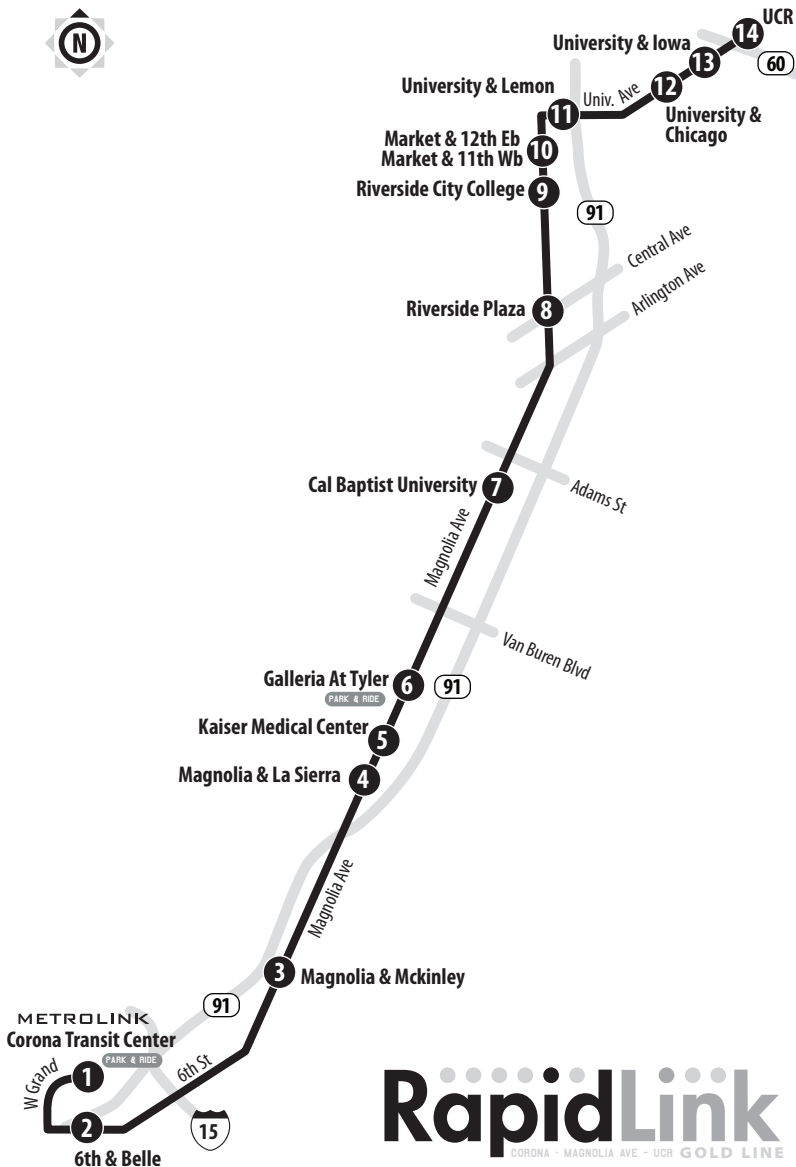 N
UCR
14
University & Iowa
13
60
12
University & Lemon
Univ. Ave
11
University &
Chicago
Market & 12th Eb
Market & 11th Wb
10
Riverside City College
9
91
Central Ave
Arlington Ave
Riverside Plaza
8
Cal Baptist University
7
Adams St
Magnolia Ave
Van Buren Blvd
Galleria At Tyler
PARK & RIDE
6
91
Kaiser Medical Center
5
Magnolia & La Sierra
4
Magnolia Ave
3
Magnolia & Mckinley
91
METROLINK
Corona Transit Center
PARK & RIDE
1
W Grand
6th St
2
15
6th & Belle
RapidLink
CORONA - MAGNOLIA AVE - UCR GOLD LINE